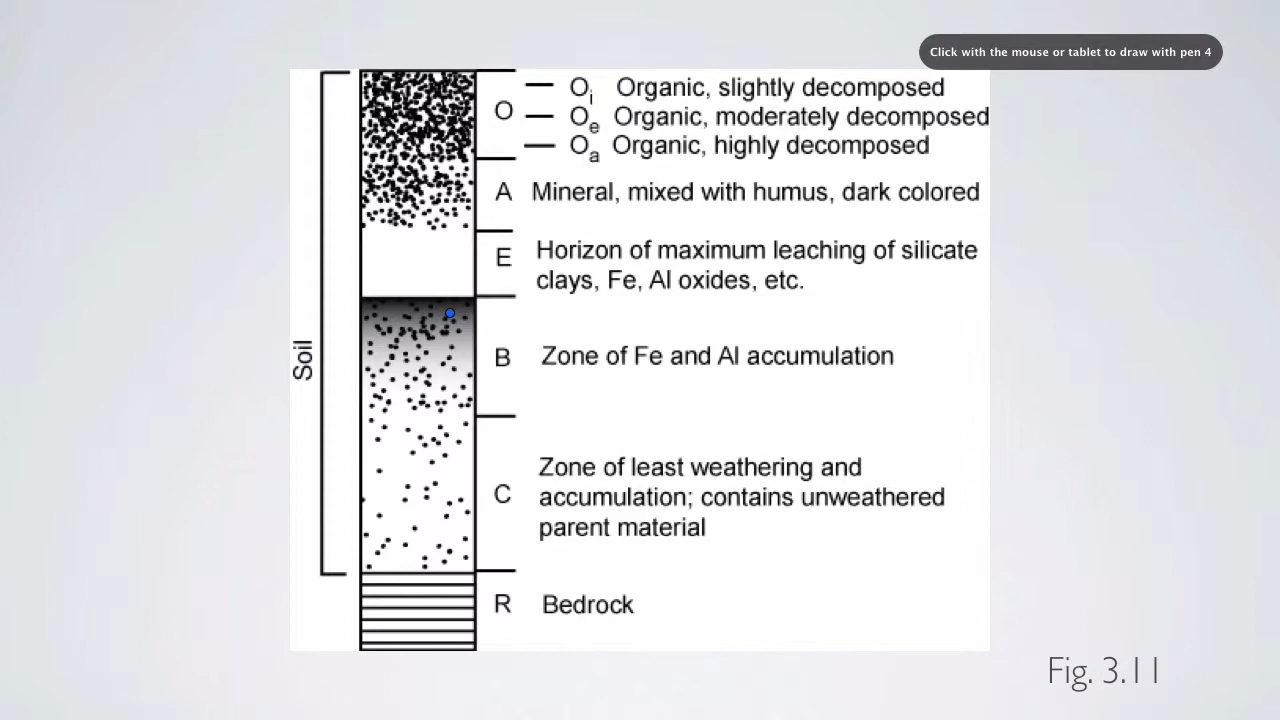 Click with the mouse or tablet to draw with pen 4
Soil
O
Oi Organic, slightly decomposed
Oe Organic, moderately decomposed
Oa Organic, highly decomposed
A Mineral, mixed with humus, dark colored
E Horizon of maximum leaching of silicate
clays, Fe, Al oxides, etc.
B Zone of Fe and Al accumulation
C Zone of least weathering and
accumulation; contains unweathered
parent material
R Bedrock
Fig. 3.11